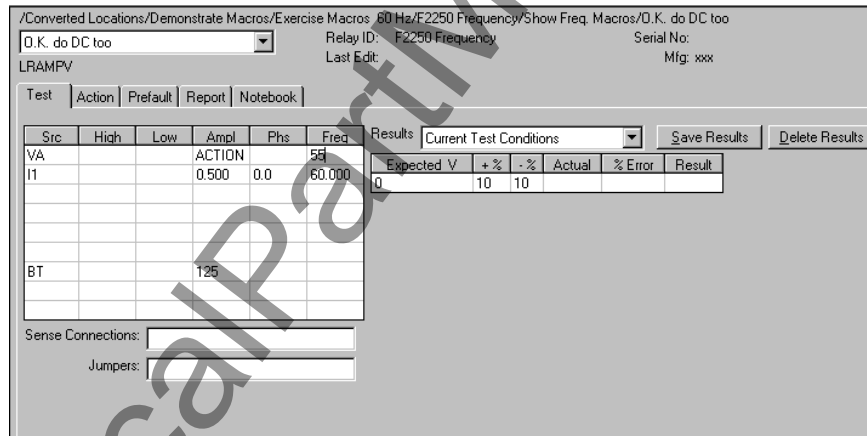 /Converted Locations/Demonstrate Macros/Exercise Macros 60 Hz/F2250 Frequency/Show Freq. Macros/O.K. do DC too
O.K. do DC too
Relay ID: F2250 Frequency Serial No:
Last Edit: Mfg: xxx
LRAMPV
Test Action Prefault Report Notebook
Results Current Test Conditions Save Results Delete Results
Src High Low Ampl Phs Freq
VA ACTION 55
I1 0.500 0.0 60.000
BT 125
Expected V + % - % Actual % Error Result
0 10 10
Sense Connections:
Jumpers: